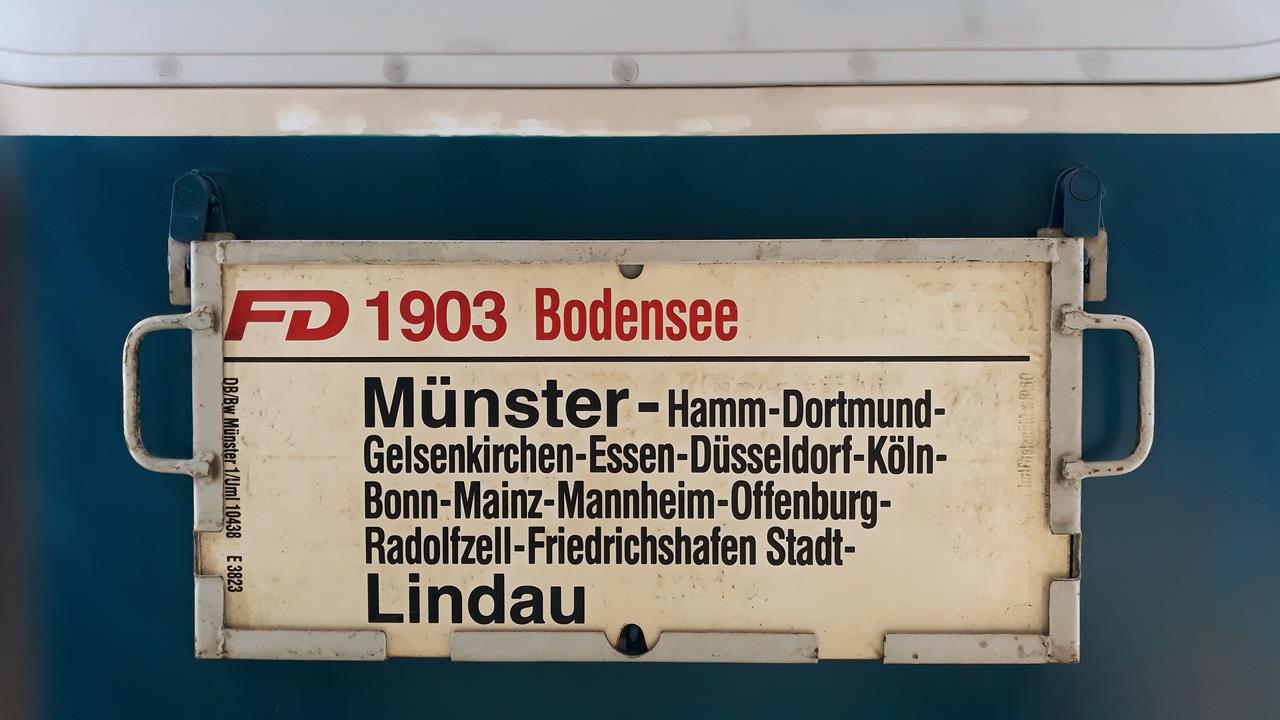 FD 1903 Bodensee
Münster-Hamm-Dortmund-
Gelsenkirchen-Essen-Düsseldorf-Köln-
Bonn-Mainz-Mannheim-Offenburg-
Radolfzell-Friedrichshafen Stadt-
Lindau
DB/Bw Münster 1/Uml 10438 E 3823